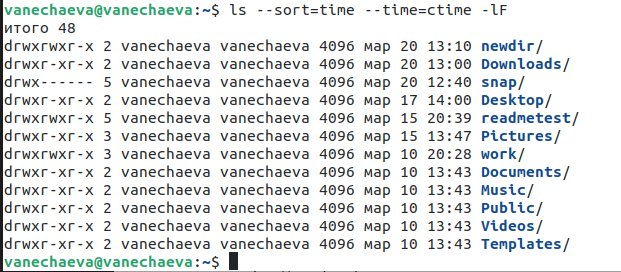 vanechaeva@vanechaeva:~$ ls --sort=time --time=ctime -lF
итого 48
drwxrwxr-x 2 vanechaeva vanechaeva 4096 мар 20 13:10 newdir/
drwxr-xr-x 2 vanechaeva vanechaeva 4096 мар 20 13:00 Downloads/
drwx------ 5 vanechaeva vanechaeva 4096 мар 20 12:40 snap/
drwxr-xr-x 2 vanechaeva vanechaeva 4096 мар 17 14:00 Desktop/
drwxrwxr-x 5 vanechaeva vanechaeva 4096 мар 15 20:39 readmetest/
drwxr-xr-x 3 vanechaeva vanechaeva 4096 мар 15 13:47 Pictures/
drwxrwxr-x 3 vanechaeva vanechaeva 4096 мар 10 20:28 work/
drwxr-xr-x 2 vanechaeva vanechaeva 4096 мар 10 13:43 Documents/
drwxr-xr-x 2 vanechaeva vanechaeva 4096 мар 10 13:43 Music/
drwxr-xr-x 2 vanechaeva vanechaeva 4096 мар 10 13:43 Public/
drwxr-xr-x 2 vanechaeva vanechaeva 4096 мар 10 13:43 Videos/
drwxr-xr-x 2 vanechaeva vanechaeva 4096 мар 10 13:43 Templates/
vanechaeva@vanechaeva:~$